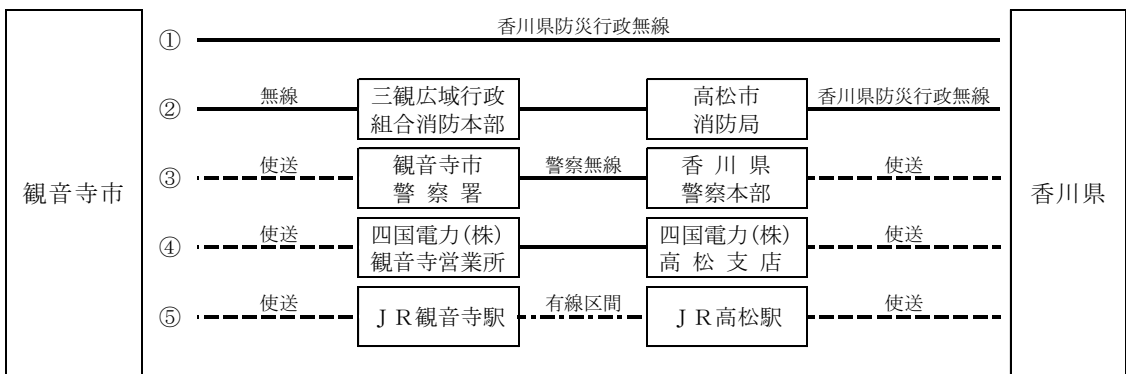 観音寺市
① 香川県防災行政無線
② 無線 三観広域行政 高松市 香川県防災行政無線
組合消防本部 消防局
③ 使送 観音寺市 警察無線 香川県 使送
警察署 警察本部
④ 使送 四国電力(株) 四国電力(株) 使送
観音寺営業所 高松支店
⑤ 使送 ＪＲ観音寺駅 有線区間 ＪＲ高松駅 使送
香川県